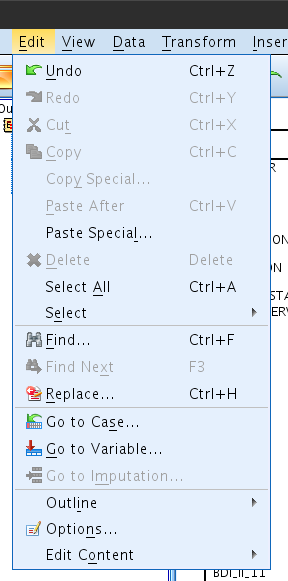 Edit View Data Transform Inser
Undo Ctrl+Z
Redo Ctrl+Y
Cut Ctrl+X
Copy Ctrl+C
Copy Special...
Paste After Ctrl+V
Paste Special...
Delete Delete
Select All Ctrl+A
Select
Find... Ctrl+F
Find Next F3
Replace... Ctrl+H
Go to Case...
Go to Variable...
Go to Imputation...
Outline
Options...
Edit Content
Ou
R
ON
ION
STA
ERV
BDI_II_11